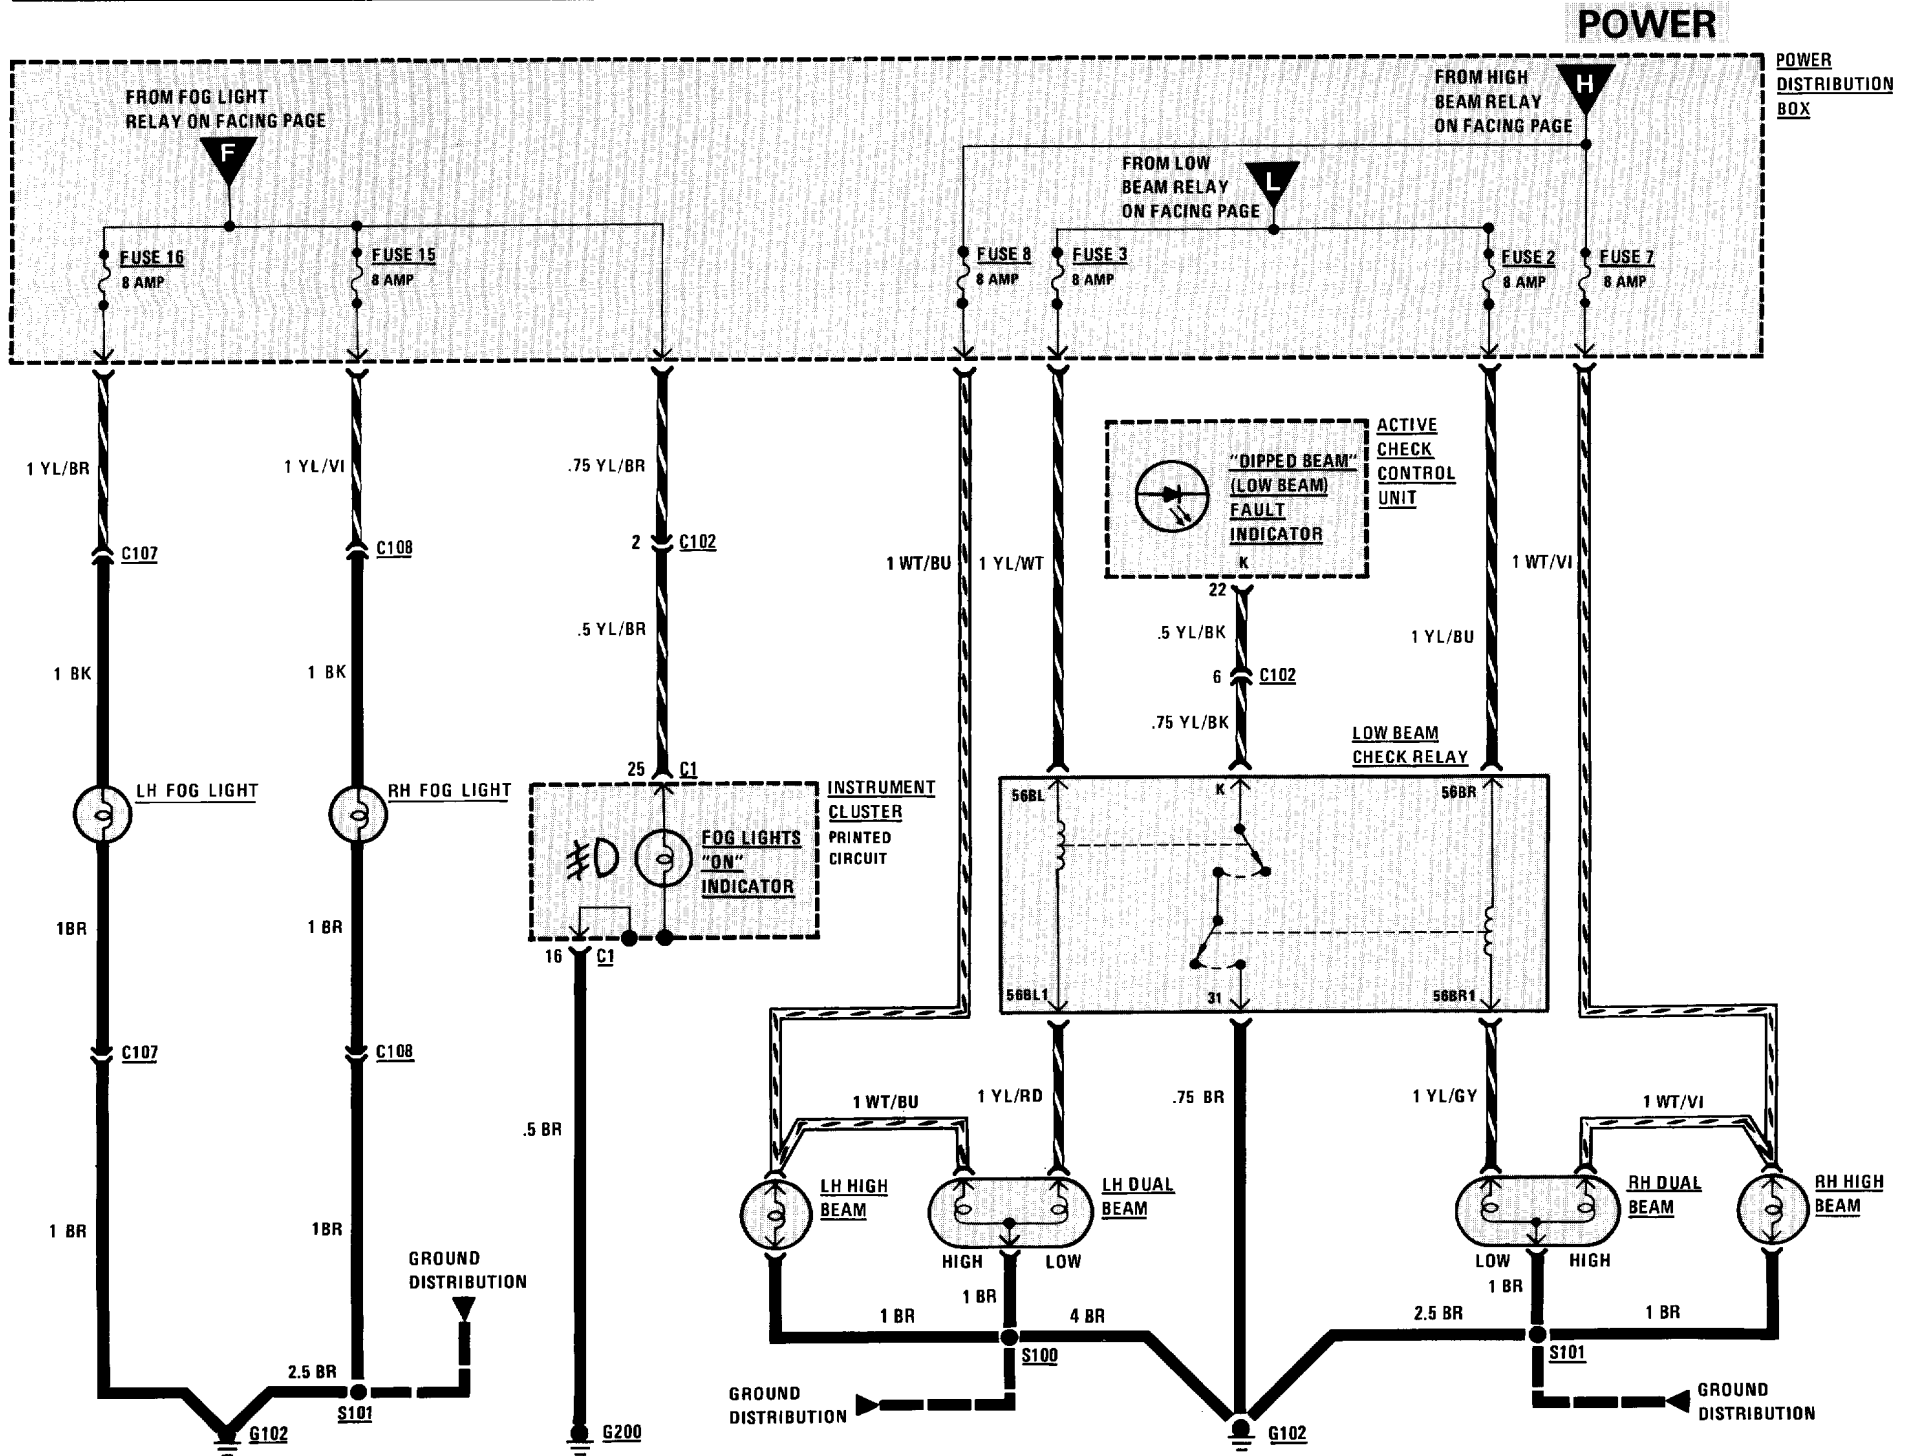 POWER
POWER
DISTRIBUTION
BOX
FROM FOG LIGHT
RELAY ON FACING PAGE
F
FROM HIGH
BEAM RELAY
ON FACING PAGE
H
FROM LOW
BEAM RELAY
ON FACING PAGE
L
FUSE 16
8 AMP
FUSE 15
8 AMP
FUSE 8
8 AMP
FUSE 3
8 AMP
FUSE 2
8 AMP
FUSE 7
8 AMP
1 YL/BR
1 YL/VI
.75 YL/BR
ACTIVE
CHECK
CONTROL
UNIT
"DIPPED BEAM"
(LOW BEAM)
FAULT
INDICATOR
K
C107
C108
2
C102
1 WT/BU
1 YL/WT
1 WT/VI
22
.5 YL/BR
.5 YL/BK
1 YL/BU
1 BK
1 BK
6
C102
.75 YL/BK
LOW BEAM
CHECK RELAY
25
C1
LH FOG LIGHT
RH FOG LIGHT
INSTRUMENT
CLUSTER
PRINTED
CIRCUIT
FOG LIGHTS
"ON"
INDICATOR
56BL
K
56BR
1BR
1 BR
16
C1
56BL1
31
56BR1
C107
C108
.5 BR
1 WT/BU
1 YL/RD
.75 BR
1 YL/GY
1 WT/VI
LH HIGH
BEAM
LH DUAL
BEAM
RH DUAL
BEAM
RH HIGH
BEAM
1 BR
1BR
HIGH
LOW
LOW
HIGH
GROUND
DISTRIBUTION
1 BR
1 BR
1 BR
4 BR
2.5 BR
1 BR
S100
S101
2.5 BR
S101
GROUND
DISTRIBUTION
GROUND
DISTRIBUTION
G102
G200
G102